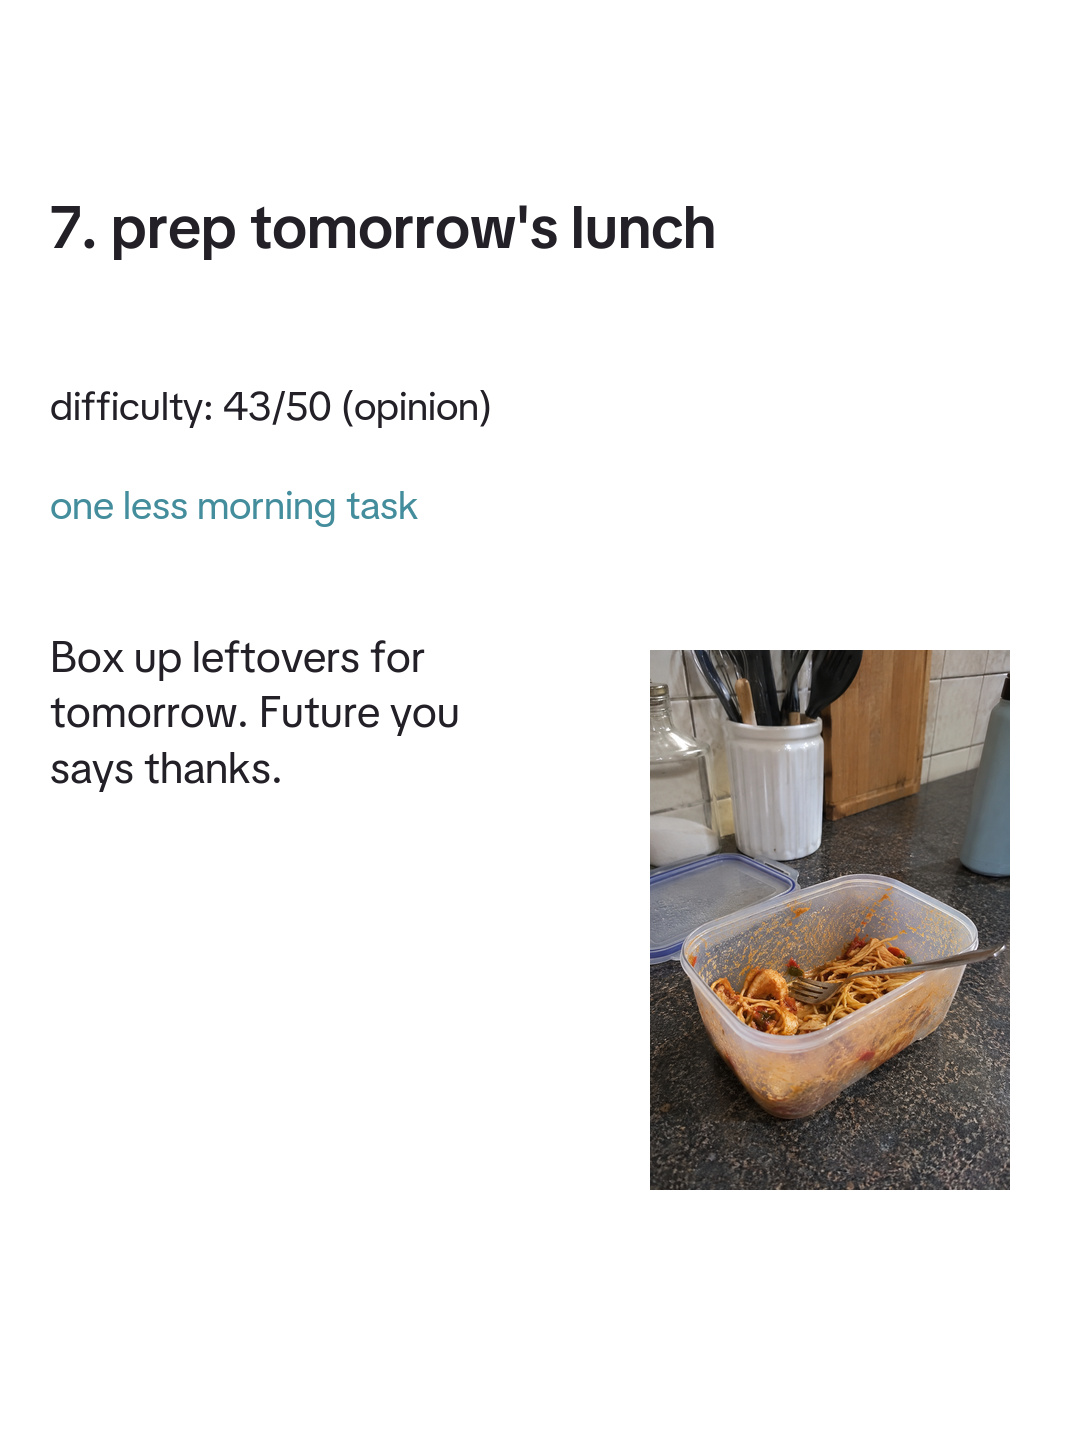 7. prep tomorrow's lunch
difficulty: 43/50 (opinion)
one less morning task
Box up leftovers for
tomorrow. Future you
says thanks.